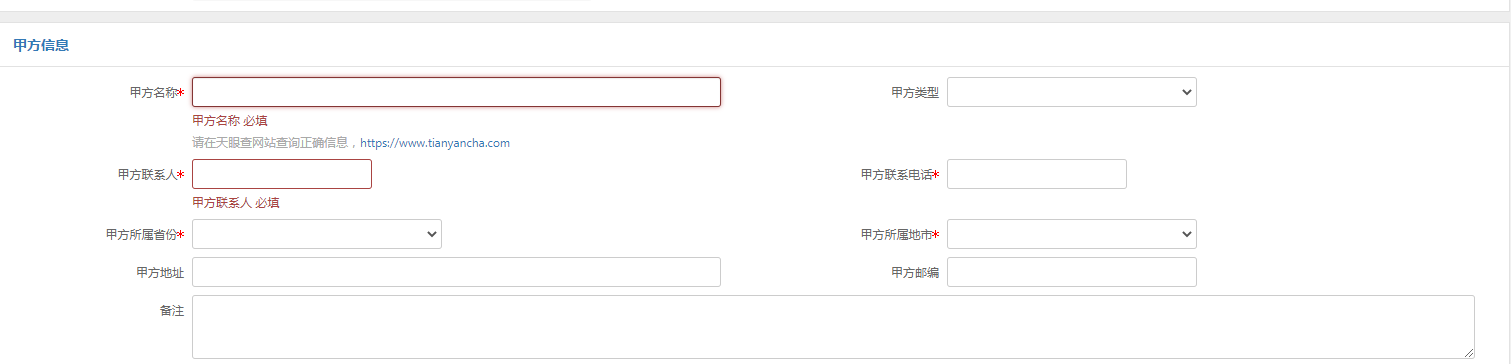 甲方信息
甲方名称* 甲方类型
甲方名称 必填
请在天眼查网站查询正确信息，https://www.tianyancha.com
甲方联系人* 甲方联系电话*
甲方联系人 必填
甲方所属省份* 甲方所属地市*
甲方地址 甲方邮编
备注